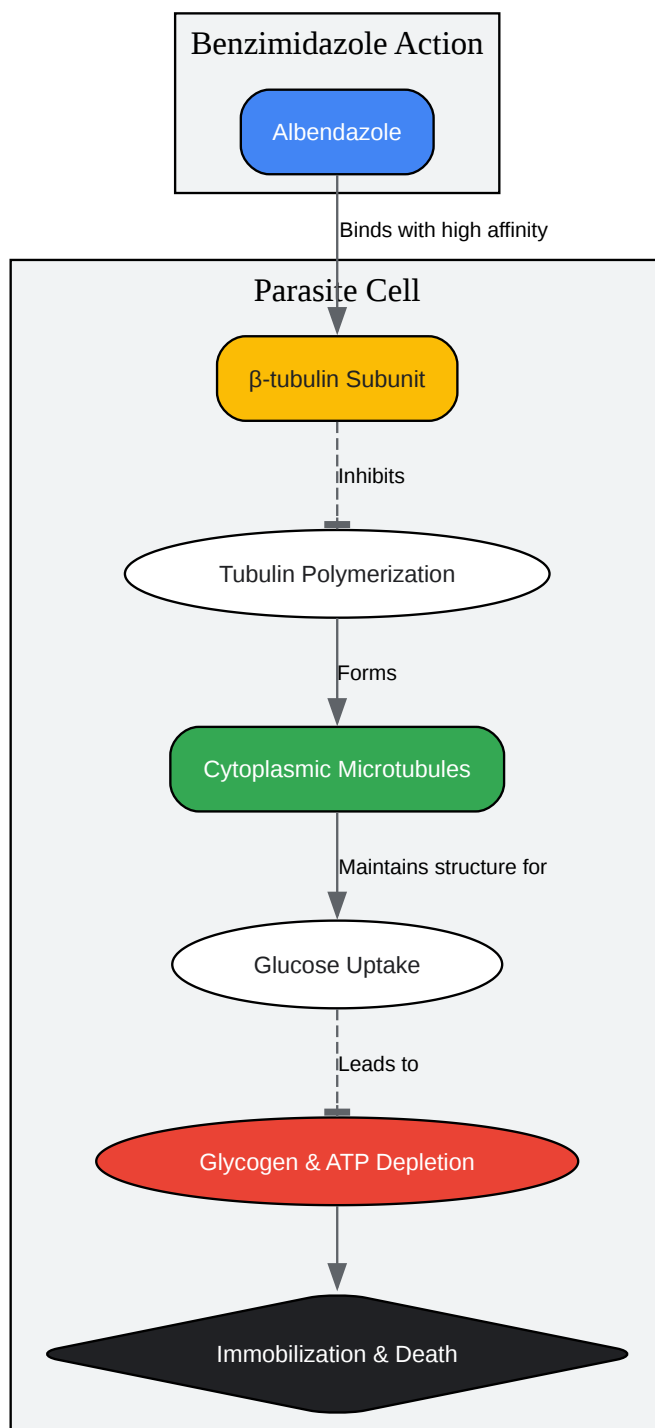 Benzimidazole Action
Albendazole
Binds with high affinity
Parasite Cell
β-tubulin Subunit
Inhibits
Tubulin Polymerization
Forms
Cytoplasmic Microtubules
Maintains structure for
Glucose Uptake
Leads to
Glycogen & ATP Depletion
Immobilization & Death